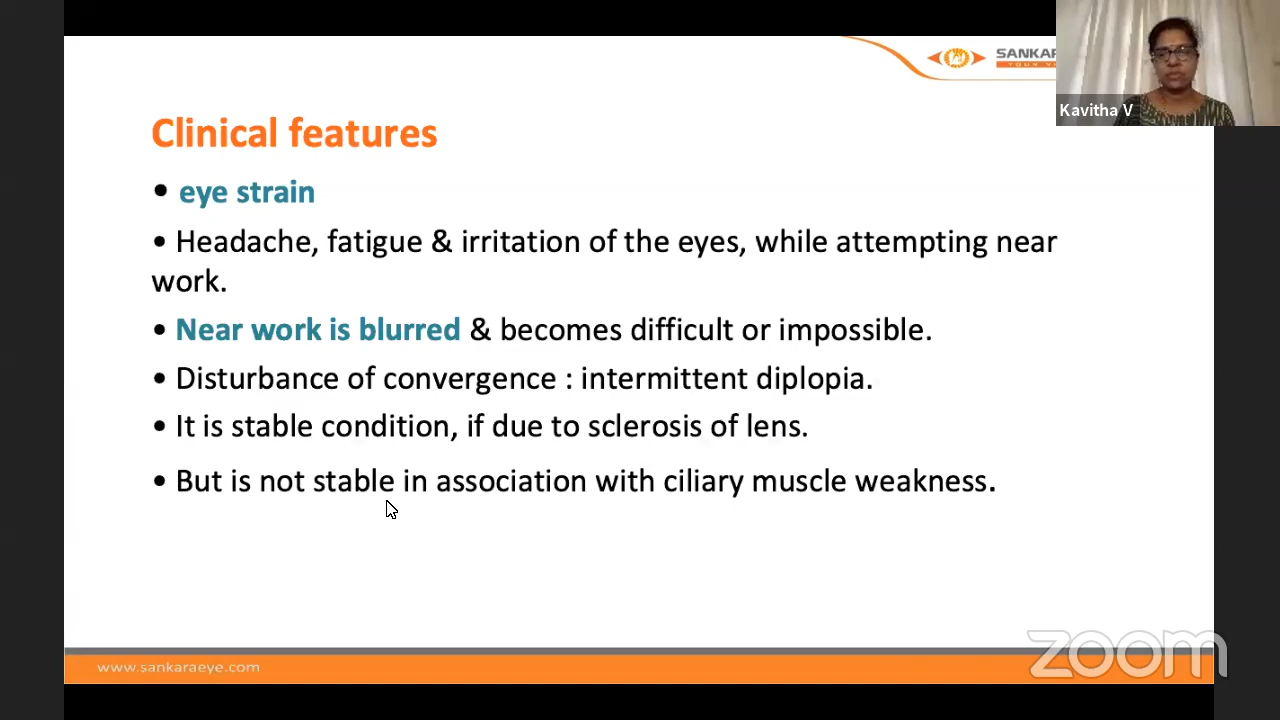 SANKAR
Kavitha V
Clinical features
• eye strain
• Headache, fatigue & irritation of the eyes, while attempting near
work.
• Near work is blurred & becomes difficult or impossible.
• Disturbance of convergence : intermittent diplopia.
• It is stable condition, if due to sclerosis of lens.
• But is not stable in association with ciliary muscle weakness.
www.sankaraeye.com
zoom